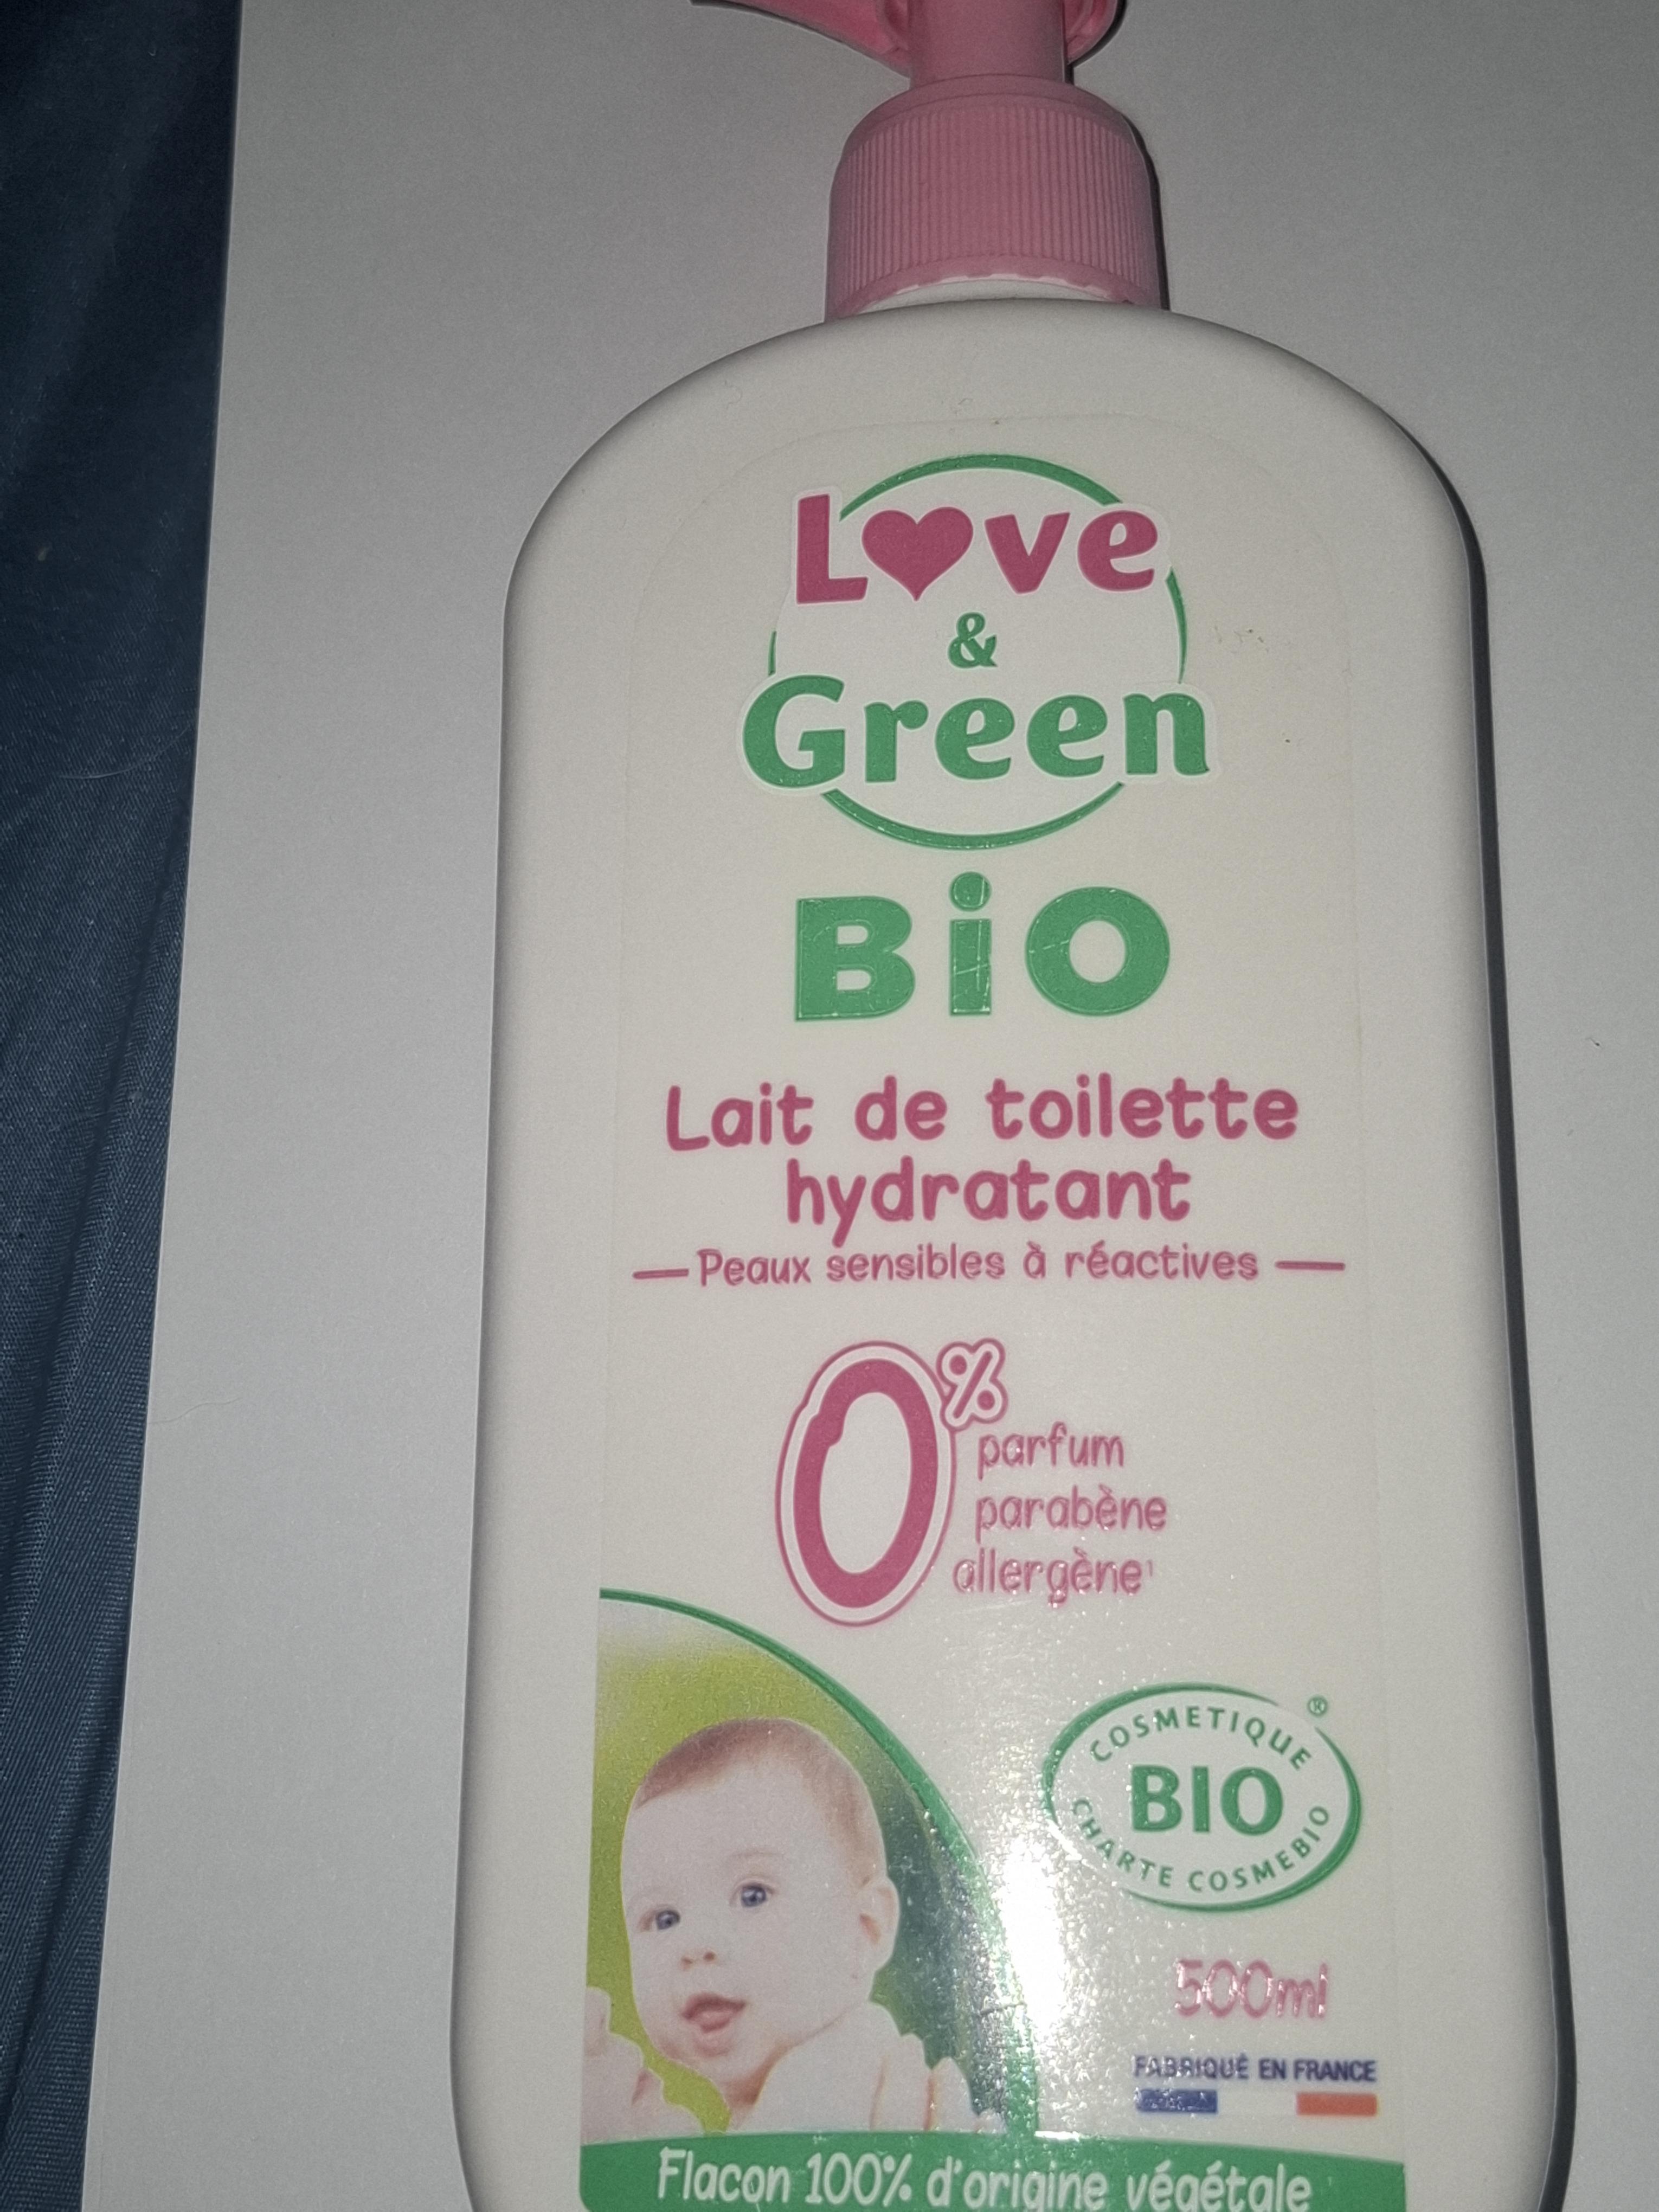 Love
&
Green
BiO
Lait de toilette
hydratant
Peaux sensibles à réactives
0%
parfum
parabène
allergène¹
COSMETIQUE
®
BIO
CHARTE COSMEBIO
500ml
FABRIQUÉ EN FRANCE
Flacon 100% d'origine végétale